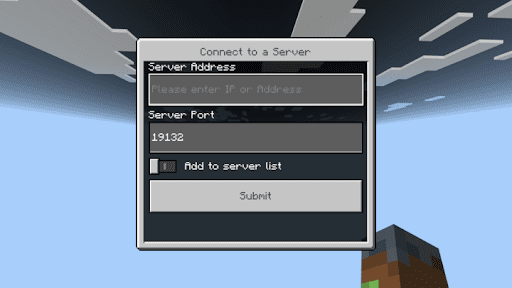 Connect to a Server
Server Address
Please enter IP or Address
Server Port
19132
Add to server list
Submit